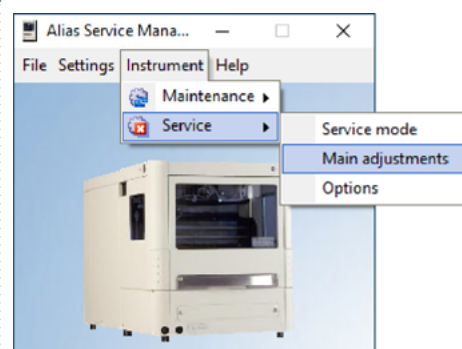 Alias Service Mana...
File Settings Instrument Help
Maintenance
Service
Service mode
Main adjustments
Options